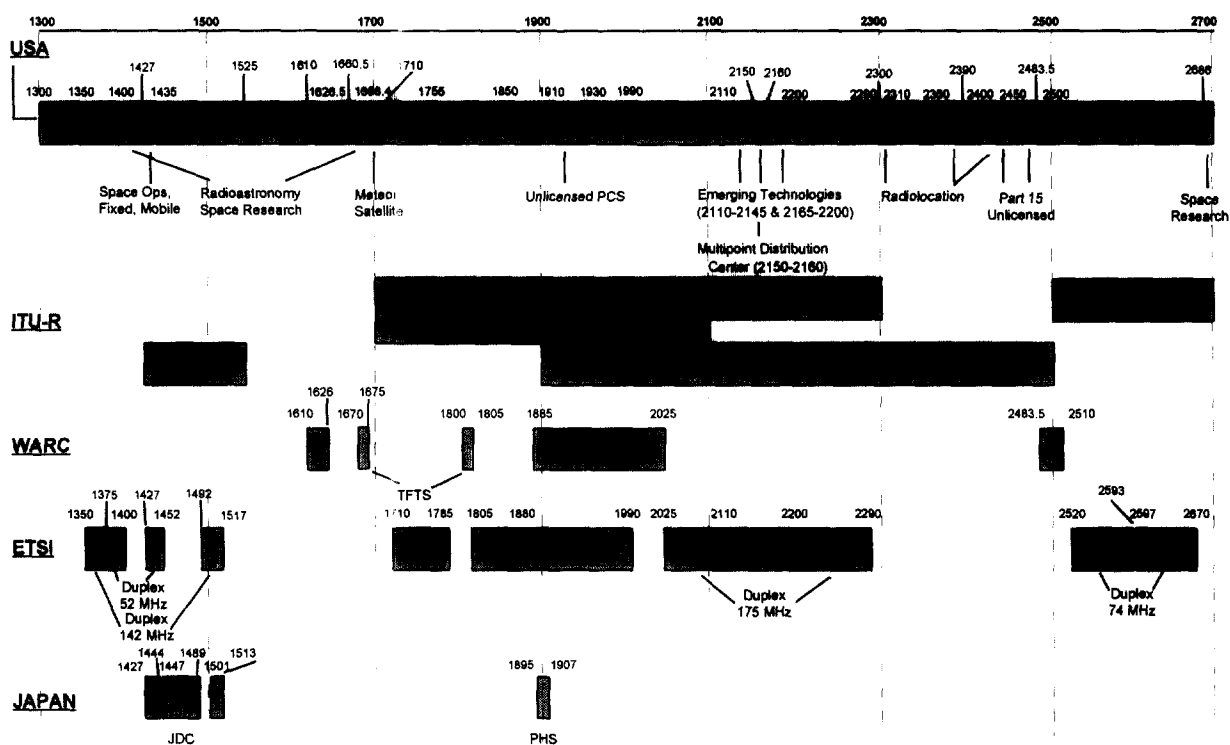 1300 1500 1700 1900 2100 2300 2500 2700
USA
1427 1525 1610 1660.5 1710 2150 2160 2300 2390 2483.5 2686
1300 1350 1400 1435 1626.5 1755 1850 1910 1930 1990 2110 2200 2310 2400 2450 2500
Space Ops, Radioastronomy Meteor Unlicensed PCS Emerging Technologies Radiolocation Part 15 Space
Fixed, Mobile Space Research Satellite (2110-2145 & 2165-2200) Unlicensed Research
Multipoint Distribution
Center (2150-2160)
ITU-R
1626 1675
1610 1670 1800 1805 1885 2025 2483.5 2510
WARC
TFTS
1375 1427 1492 2593
1350 1400 1452 1517 1710 1785 1805 1880 1990 2025 2110 2200 2290 2520 2597 2670
ETSI
Duplex
52 MHz
Duplex
142 MHz
Duplex
175 MHz
Duplex
74 MHz
1444 1489 1513
1427 1447 1501 1895 1907
JAPAN
JDC PHS